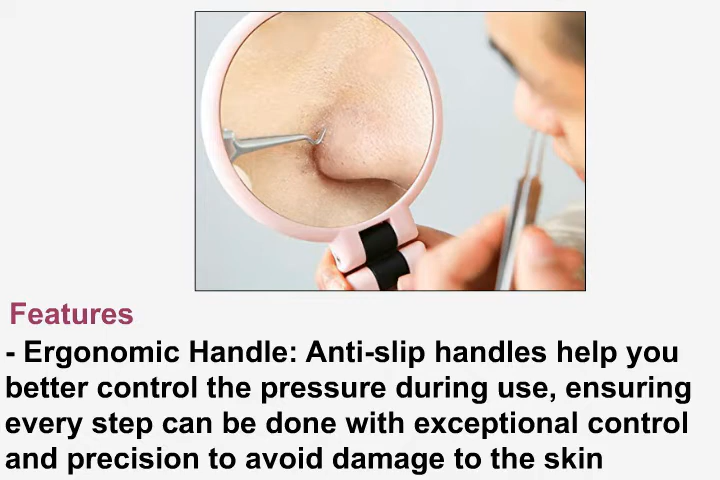 Features
- Ergonomic Handle: Anti-slip handles help you
better control the pressure during use, ensuring
every step can be done with exceptional control
and precision to avoid damage to the skin